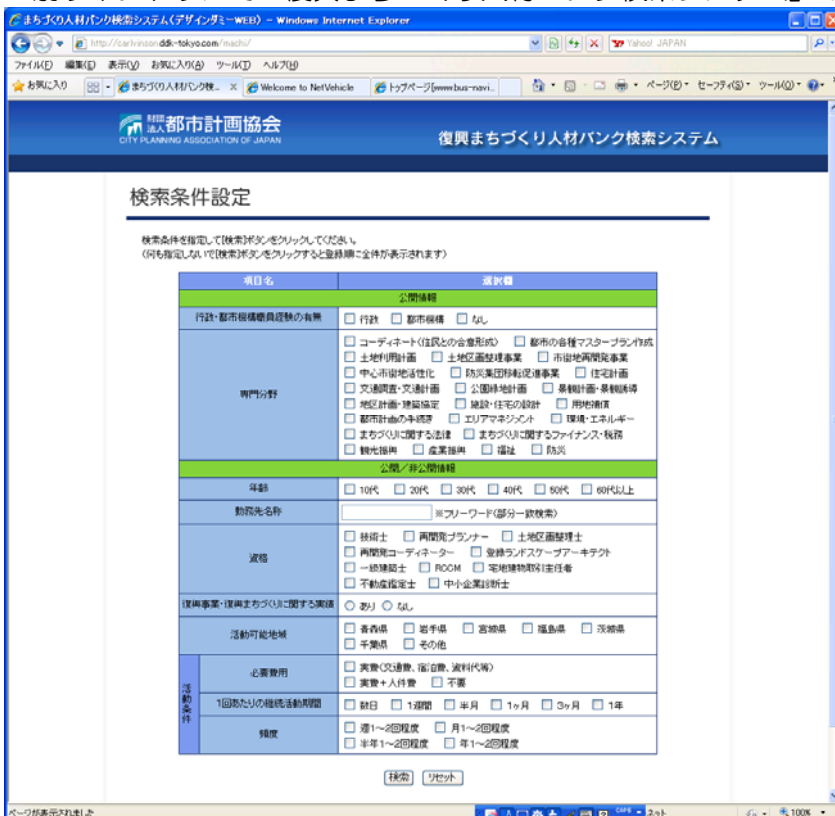 まちづくり人材バンク検索システム(デザインダミーWEB) - Windows Internet Explorer
http://carlvinson.ddk-tokyo.com/machi/
Yahoo! JAPAN
ファイル(F) 編集(E) 表示(V) お気に入り(A) ツール(T) ヘルプ(H)
お気に入り
まちづくり人材バンク検... Welcome to NetVehicle トップページ[www.bus-navi... ページ(P) セーフティ(S) ツール(O)
財団法人 都市計画協会
CITY PLANNING ASSOCIATION OF JAPAN
復興まちづくり人材バンク検索システム
検索条件設定
検索条件を指定して[検索]ボタンをクリックしてください。
(何も指定しないで[検索]ボタンをクリックすると登録順に全件が表示されます)
項目名 選択欄
公開情報
行政・都市機構職員経験の有無 行政 都市機構 なし
専門分野
コーディネート(住民との合意形成) 都市の各種マスタープラン作成
土地利用計画 土地区画整理事業 市街地再開発事業
中心市街地活性化 防災集団移転促進事業 住宅計画
交通調査・交通計画 公園緑地計画 景観計画・景観誘導
地区計画・建築協定 施設・住宅の設計 用地補償
都市計画の手続き エリアマネジメント 環境・エネルギー
まちづくりに関する法律 まちづくりに関するファイナンス・税務
観光振興 産業振興 福祉 防災
公開/非公開情報
年齢 10代 20代 30代 40代 50代 60代以上
勤務先名称 ※フリーワード(部分一致検索)
資格
技術士 再開発プランナー 土地区画整理士
再開発コーディネーター 登録ランドスケープアーキテクト
一級建築士 RCCM 宅地建物取引主任者
不動産鑑定士 中小企業診断士
復興事業・復興まちづくりに関する実績 あり なし
活動可能地域
青森県 岩手県 宮城県 福島県 茨城県
千葉県 その他
活動条件
必要費用
実費(交通費、宿泊費、資料代等)
実費+人件費 不要
1回あたりの継続活動期間 数日 1週間 半月 1ヶ月 3ヶ月 1年
頻度
週1~2回程度 月1~2回程度
半年1~2回程度 年1~2回程度
検索 リセット
ページが表示されました
100%